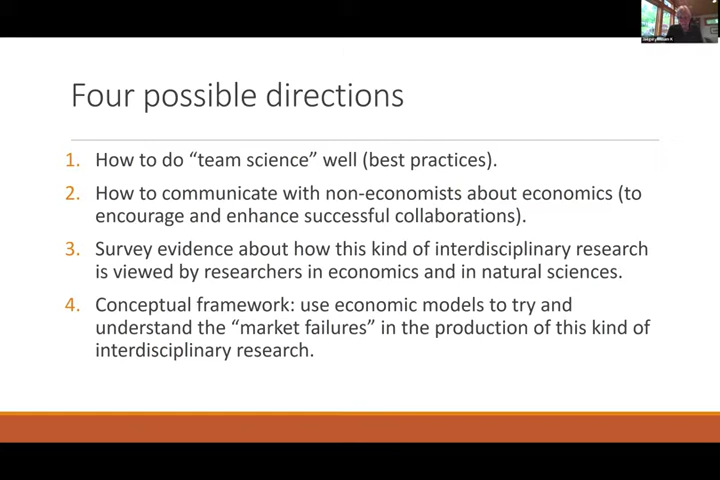 Four possible directions
1. How to do “team science” well (best practices).
2. How to communicate with non-economists about economics (to
encourage and enhance successful collaborations).
3. Survey evidence about how this kind of interdisciplinary research
is viewed by researchers in economics and in natural sciences.
4. Conceptual framework: use economic models to try and
understand the “market failures” in the production of this kind of
interdisciplinary research.